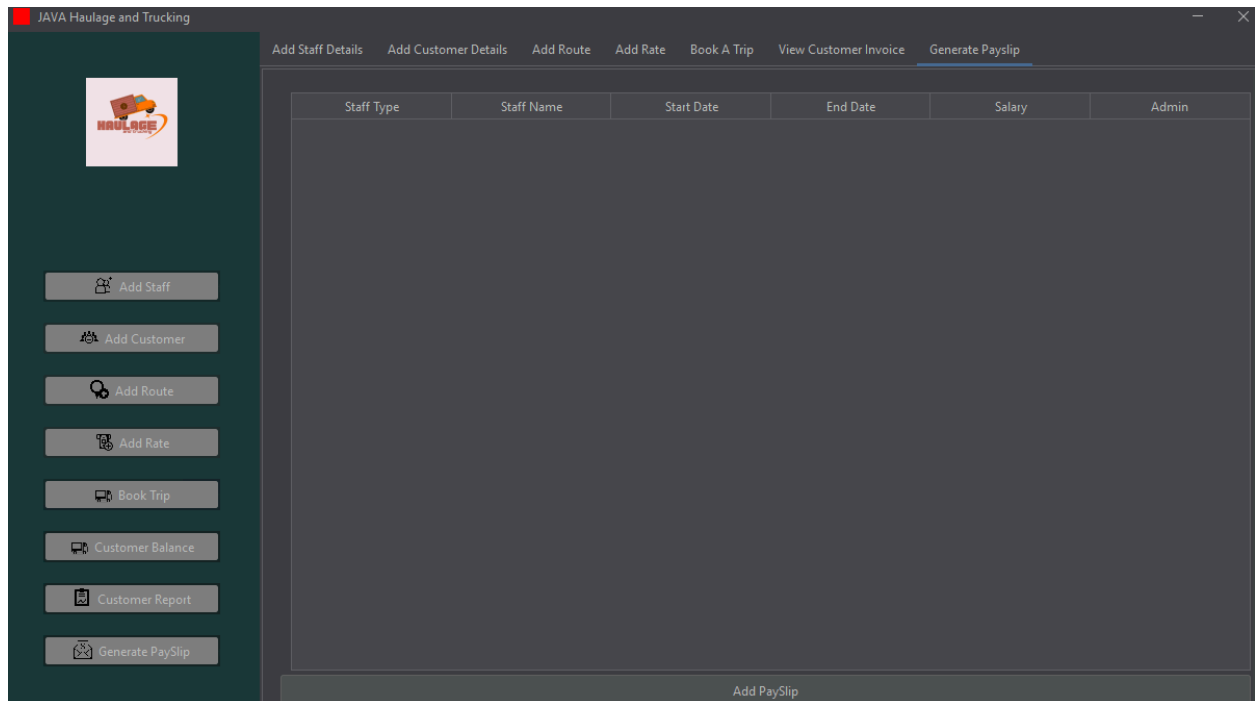 JAVA Haulage and Trucking
Add Staff Details Add Customer Details Add Route Add Rate Book A Trip View Customer Invoice Generate Payslip
HAULAGE
and trucking
Staff Type Staff Name Start Date End Date Salary Admin
Add Staff
Add Customer
Add Route
Add Rate
Book Trip
Customer Balance
Customer Report
Generate PaySlip
Add PaySlip